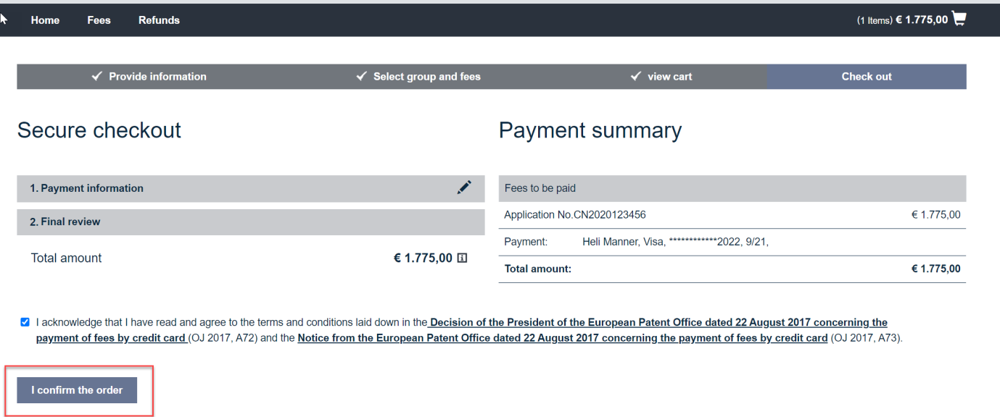 Home Fees Refunds (1 Items) € 1.775,00
Provide information Select group and fees view cart Check out
Secure checkout
1. Payment information
2. Final review
Total amount € 1.775,00
Payment summary
Fees to be paid
Application No.CN2020123456 € 1.775,00
Payment: Heli Manner, Visa, ************2022, 9/21,
Total amount: € 1.775,00
I acknowledge that I have read and agree to the terms and conditions laid down in the Decision of the President of the European Patent Office dated 22 August 2017 concerning the
payment of fees by credit card (OJ 2017, A72) and the Notice from the European Patent Office dated 22 August 2017 concerning the payment of fees by credit card (OJ 2017, A73).
I confirm the order